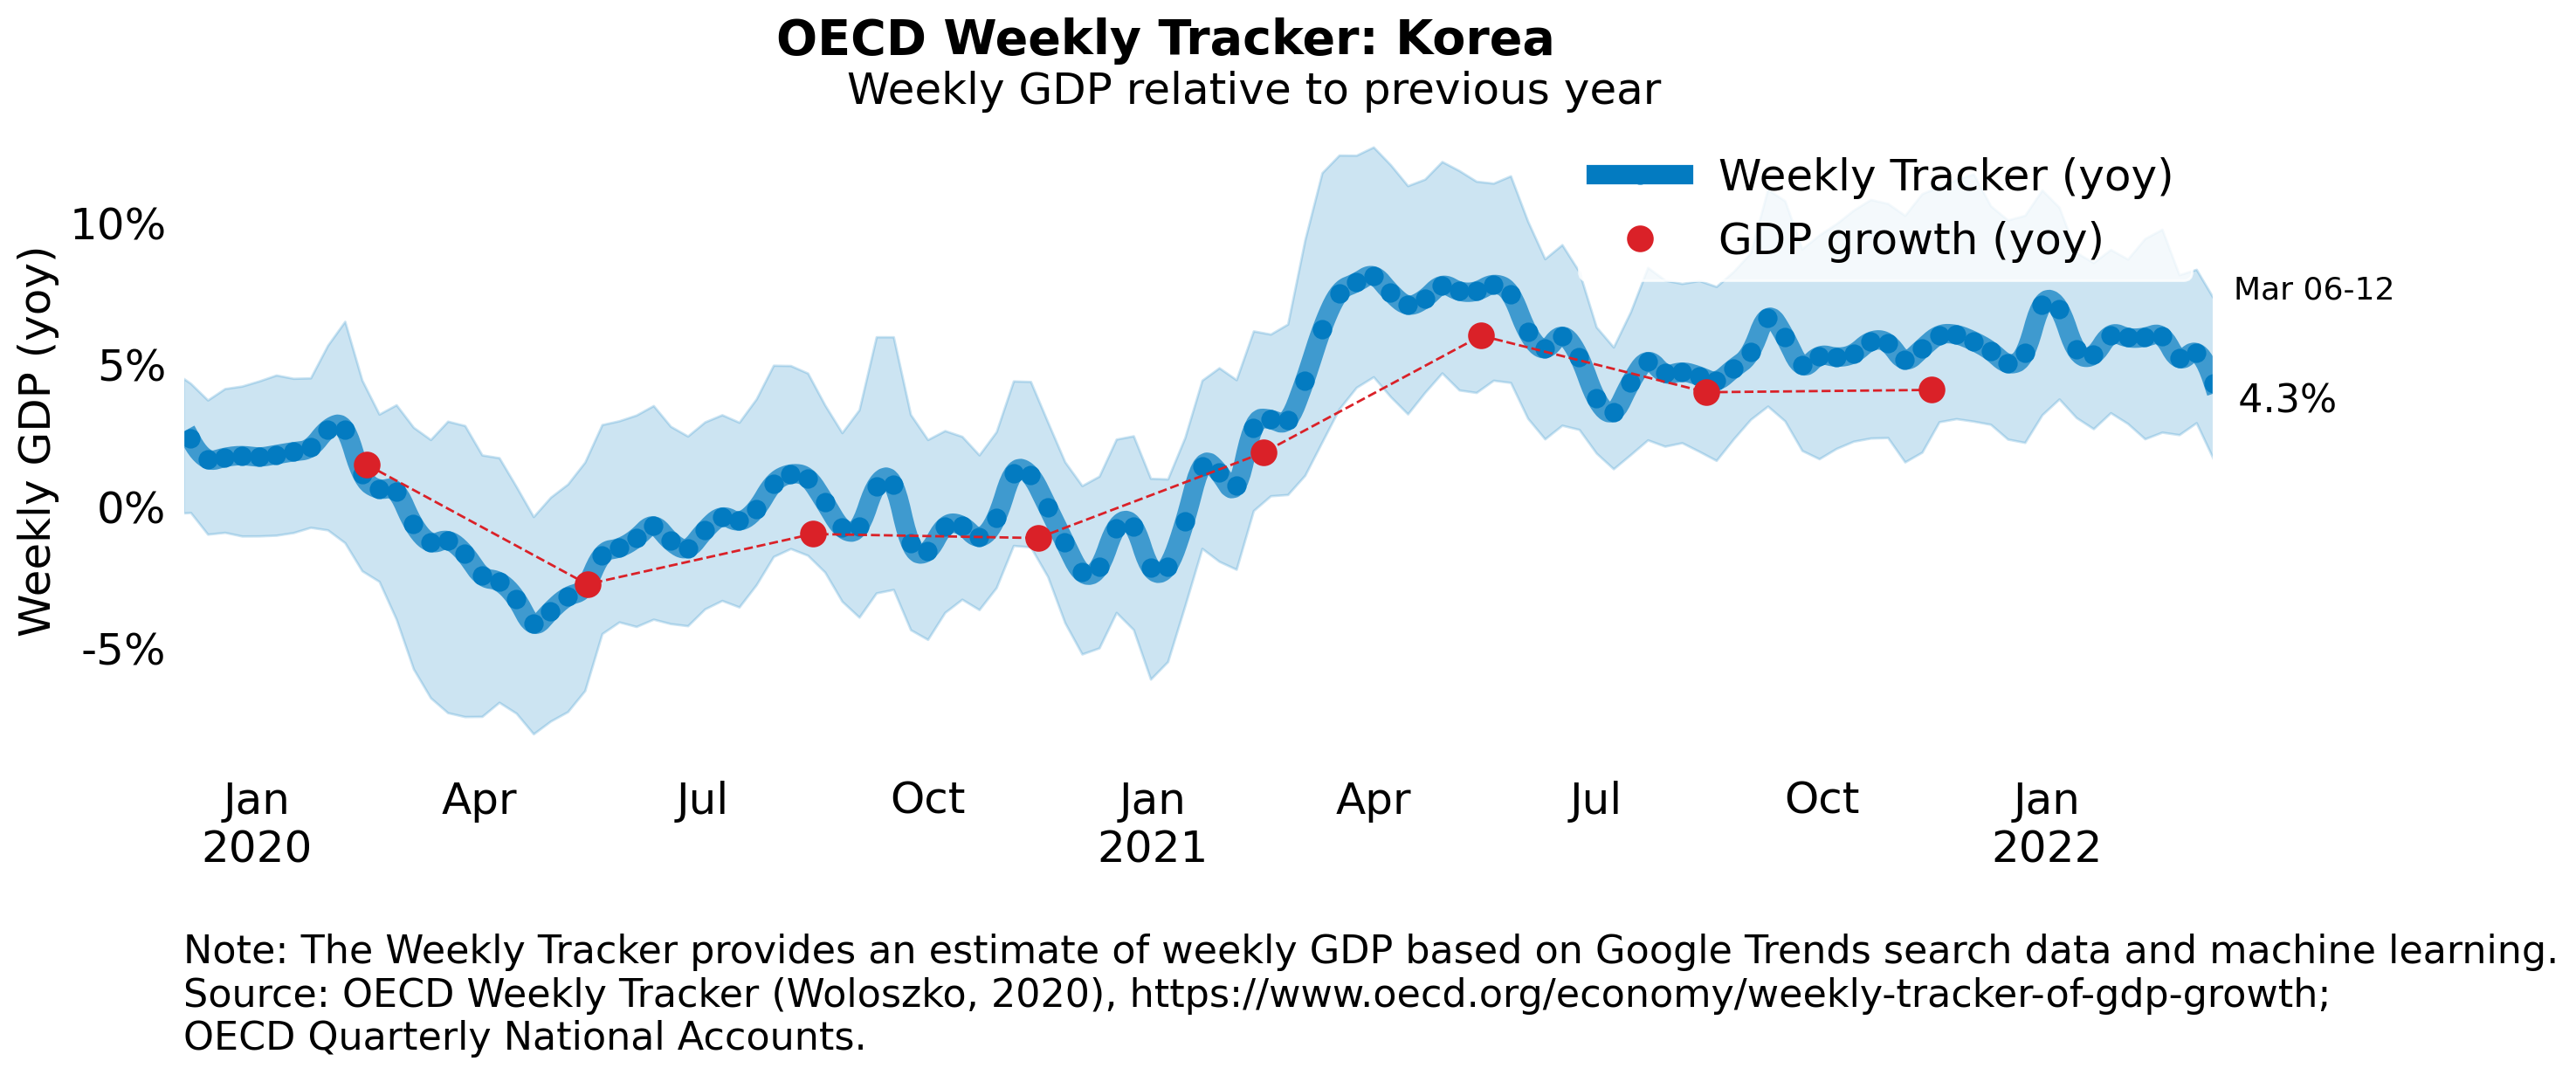 OECD Weekly Tracker: Korea
Weekly GDP relative to previous year
Weekly Tracker (yoy)
GDP growth (yoy)
Weekly GDP (yoy)
10%
5%
0%
-5%
Mar 06-12
4.3%
Jan Apr Jul Oct Jan Apr Jul Oct Jan
2020 2021 2022
Note: The Weekly Tracker provides an estimate of weekly GDP based on Google Trends search data and machine learning.
Source: OECD Weekly Tracker (Woloszko, 2020), https://www.oecd.org/economy/weekly-tracker-of-gdp-growth;
OECD Quarterly National Accounts.